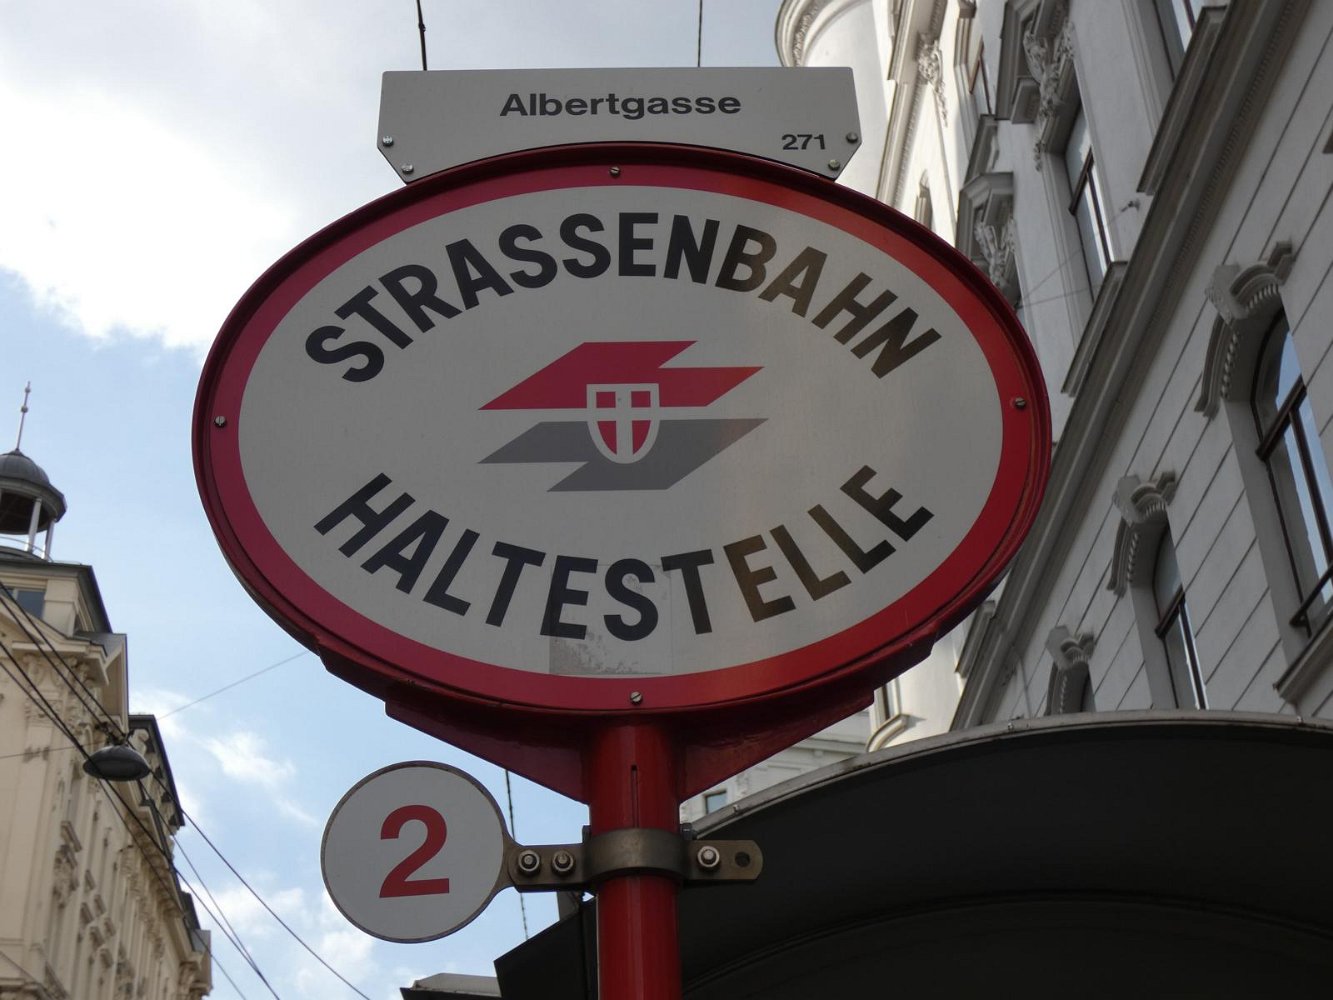 Albertgasse
271
STRASSENBAHN
HALTESTELLE
2